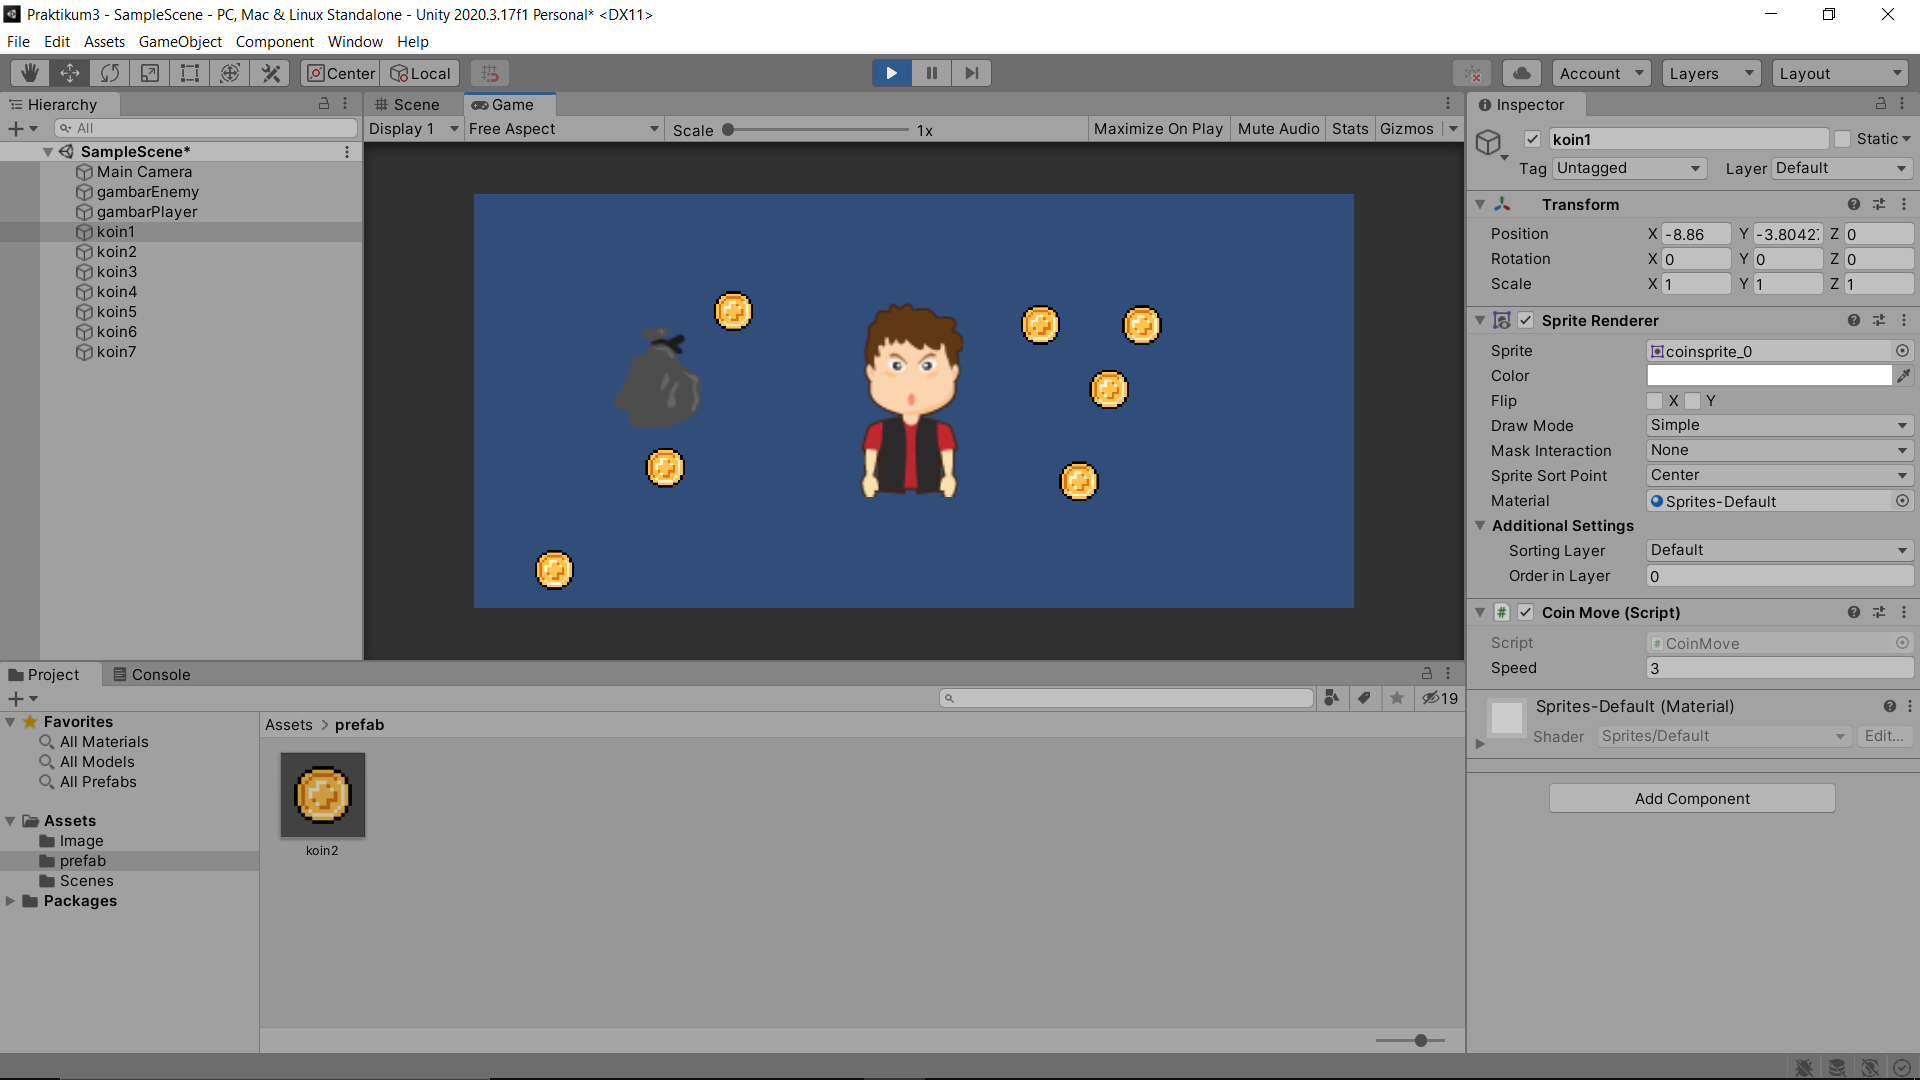 Praktikum3 - SampleScene - PC, Mac & Linux Standalone - Unity 2020.3.17f1 Personal* <DX11>
File Edit Assets GameObject Component Window Help
Center Local Account Layers Layout
Hierarchy
All
SampleScene*
Main Camera
gambarEnemy
gambarPlayer
koin1
koin2
koin3
koin4
koin5
koin6
koin7
Scene Game
Display 1 Free Aspect Scale 1x Maximize On Play Mute Audio Stats Gizmos
Inspector
koin1 Static
Tag Untagged Layer Default
Transform
Position X -8.86 Y -3.8042 Z 0
Rotation X 0 Y 0 Z 0
Scale X 1 Y 1 Z 1
Sprite Renderer
Sprite coinsprite_0
Color
Flip X Y
Draw Mode Simple
Mask Interaction None
Sprite Sort Point Center
Material Sprites-Default
Additional Settings
Sorting Layer Default
Order in Layer 0
# Coin Move (Script)
Script # CoinMove
Speed 3
Sprites-Default (Material)
Shader Sprites/Default Edit...
Add Component
Project Console
19
Favorites
All Materials
All Models
All Prefabs
Assets
Image
prefab
Scenes
Packages
Assets > prefab
koin2